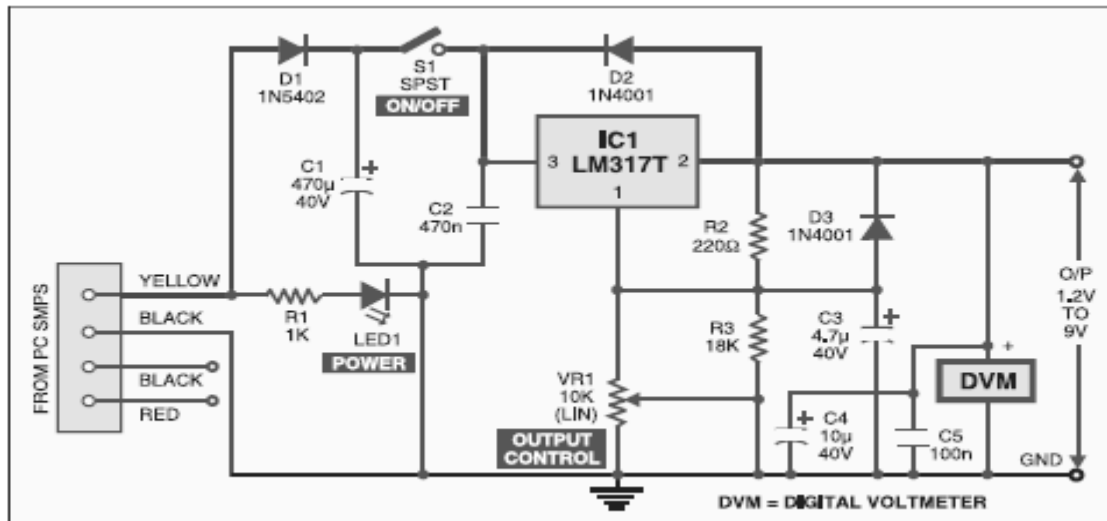 D1
1N5402
S1
SPST
ON/OFF
D2
1N4001
IC1
LM317T
3
2
1
C1
470µ
40V
+
C2
470n
R2
220Ω
D3
1N4001
FROM PC SMPS
YELLOW
BLACK
BLACK
RED
R1
1K
LED1
POWER
R3
18K
C3
4.7µ
40V
+
VR1
10K
(LIN)
OUTPUT
CONTROL
C4
10µ
40V
+
C5
100n
+
DVM
O/P
1.2V
TO
9V
GND
DVM = DIGITAL VOLTMETER